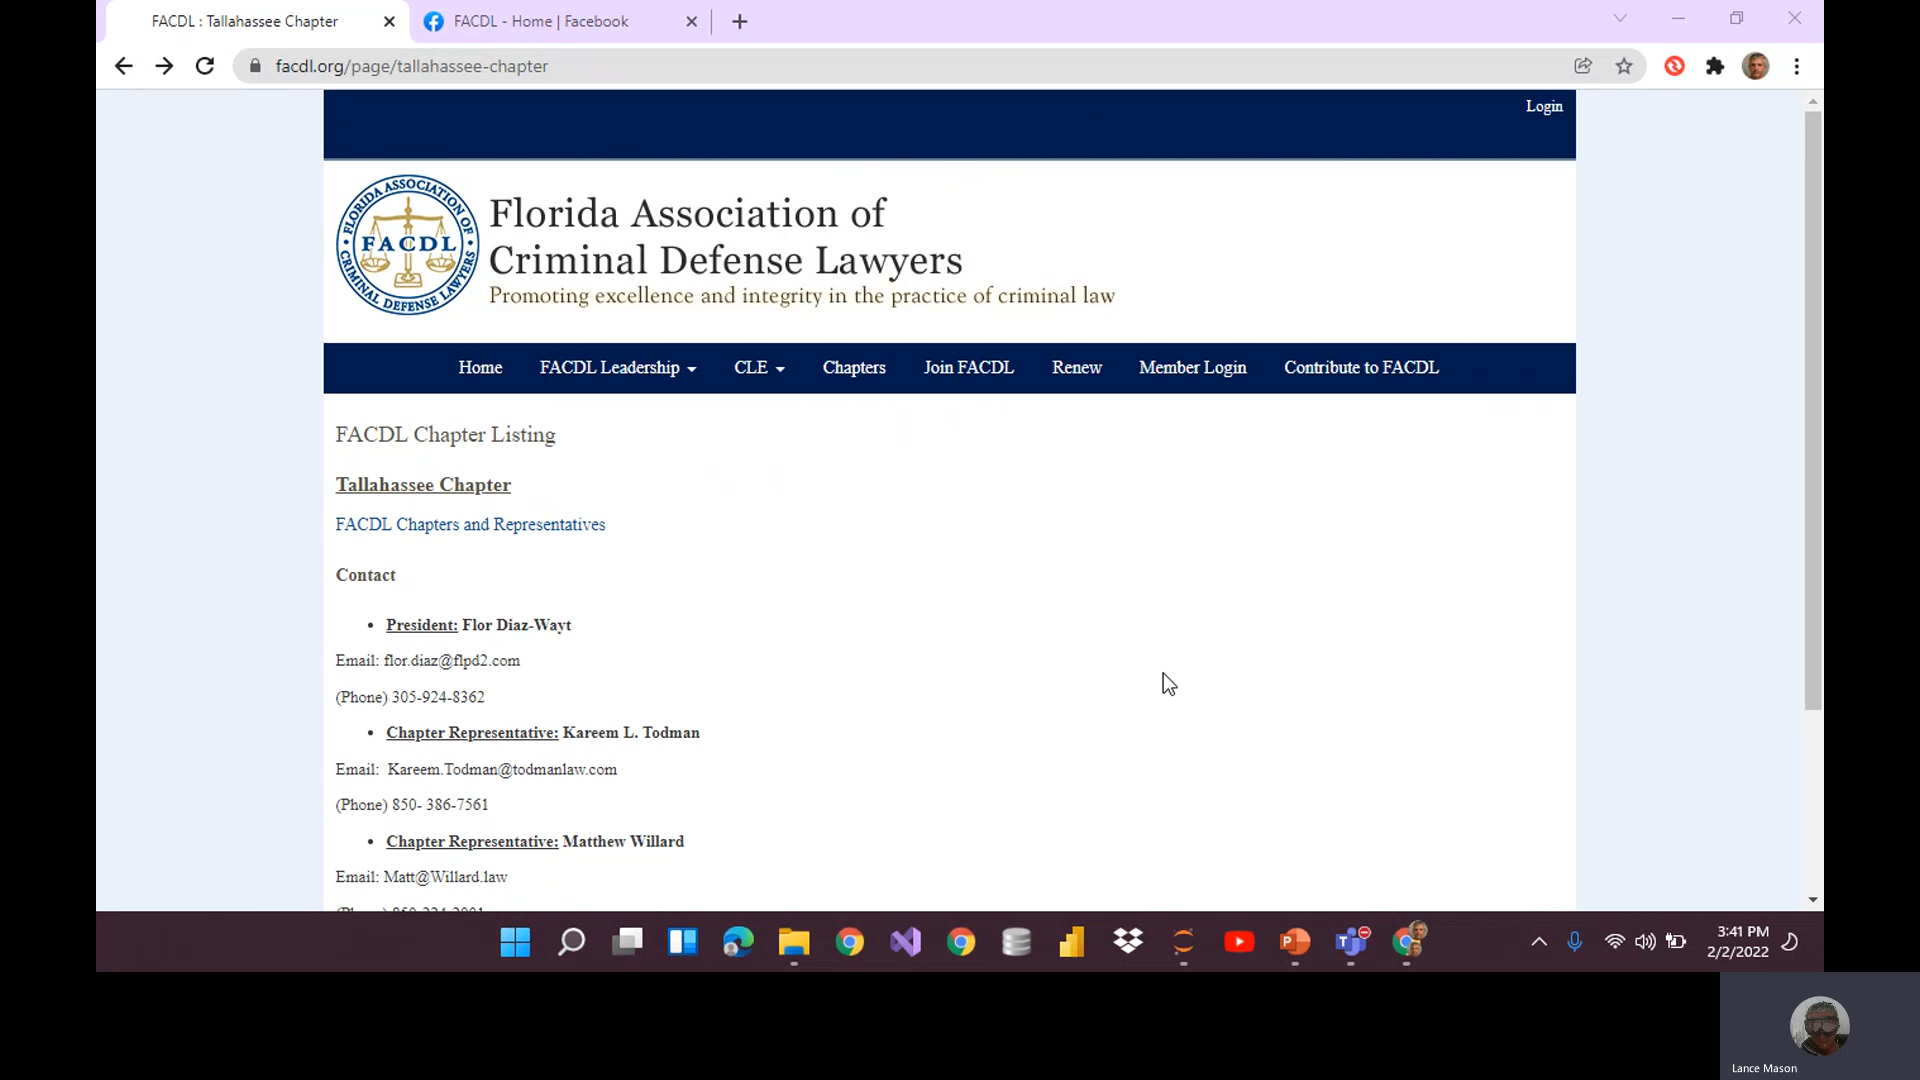 FACDL : Tallahassee Chapter
FACDL - Home | Facebook
facdl.org/page/tallahassee-chapter
Login
FLORIDA ASSOCIATION OF
FACDL
CRIMINAL DEFENSE LAWYERS
Florida Association of
Criminal Defense Lawyers
Promoting excellence and integrity in the practice of criminal law
Home FACDL Leadership CLE Chapters Join FACDL Renew Member Login Contribute to FACDL
FACDL Chapter Listing
Tallahassee Chapter
FACDL Chapters and Representatives
Contact
• President: Flor Diaz-Wayt
Email: flor.diaz@flpd2.com
(Phone) 305-924-8362
• Chapter Representative: Kareem L. Todman
Email: Kareem.Todman@todmanlaw.com
(Phone) 850- 386-7561
• Chapter Representative: Matthew Willard
Email: Matt@Willard.law
3:41 PM
2/2/2022
Lance Mason